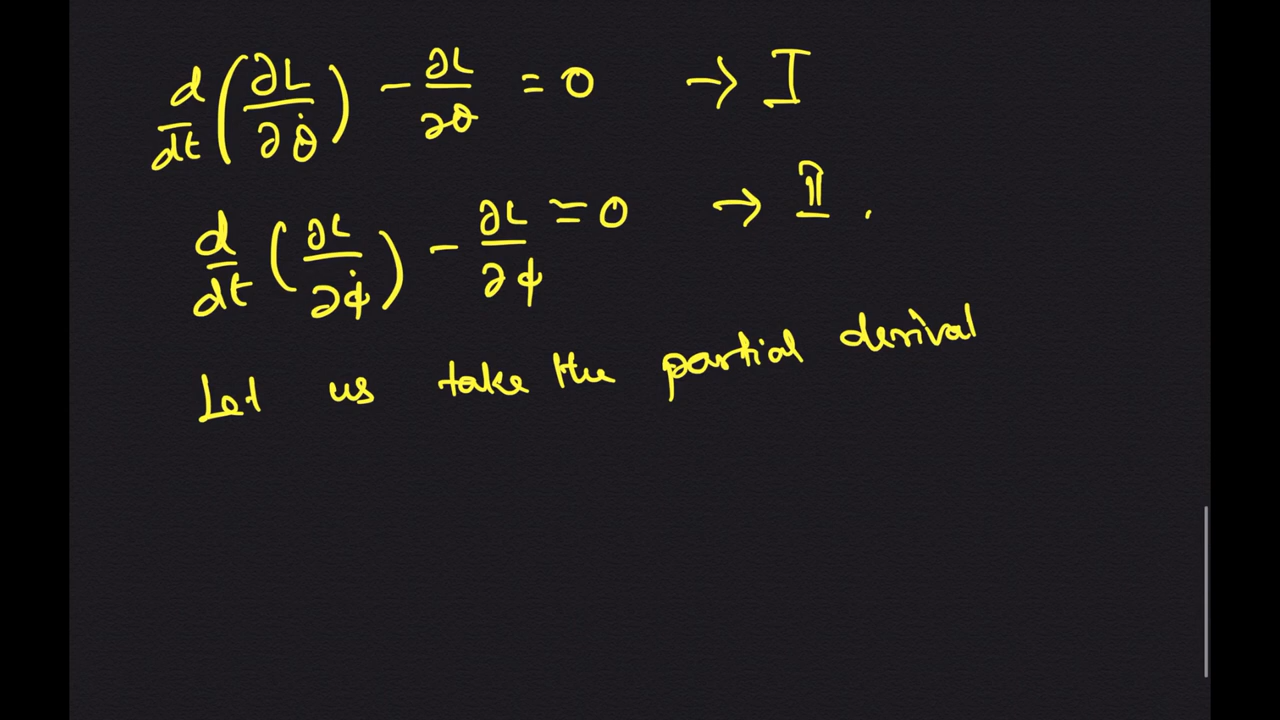 d/dt (∂L/∂θ̇) − ∂L/∂θ = 0 → I
d/dt (∂L/∂ϕ̇) − ∂L/∂ϕ = 0 → II .
Let us take the partial derival